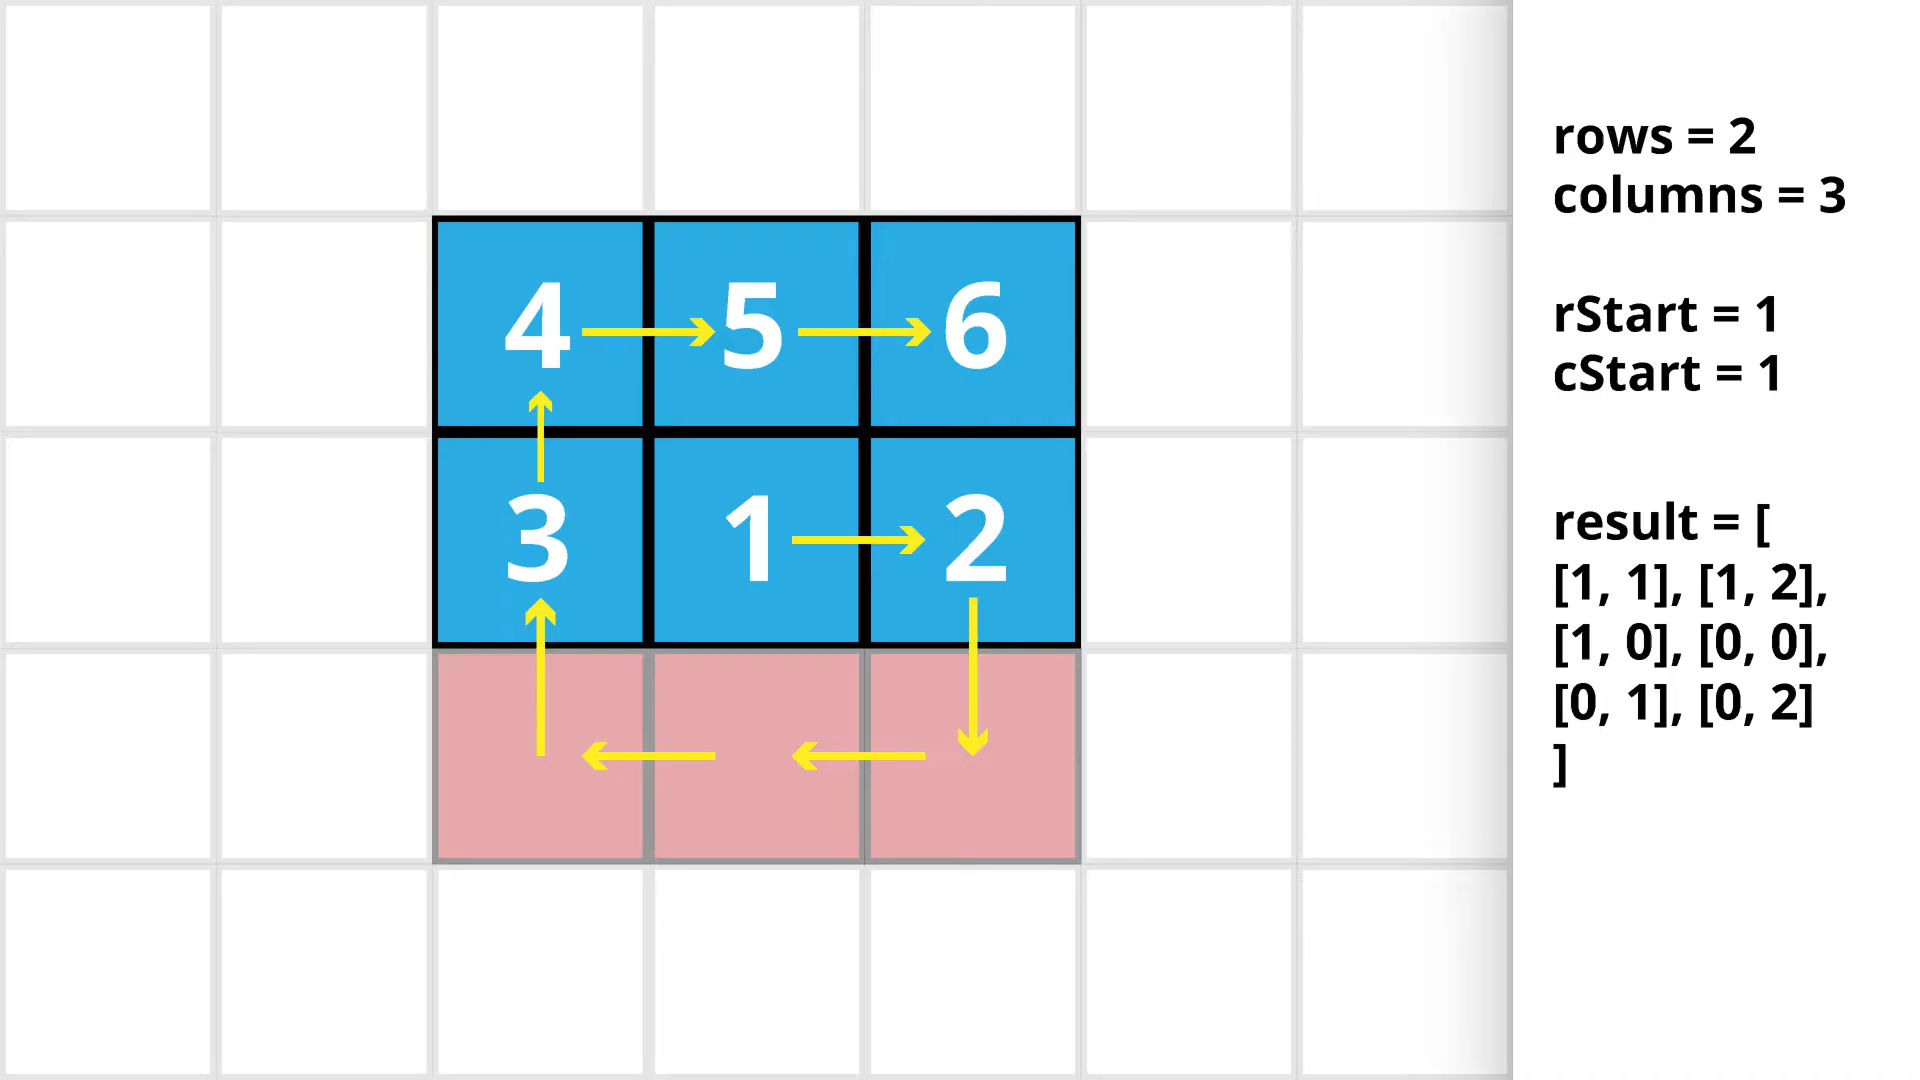 4 5 6
3 1 2
rows = 2
columns = 3
rStart = 1
cStart = 1
result = [
[1, 1], [1, 2],
[1, 0], [0, 0],
[0, 1], [0, 2]
]